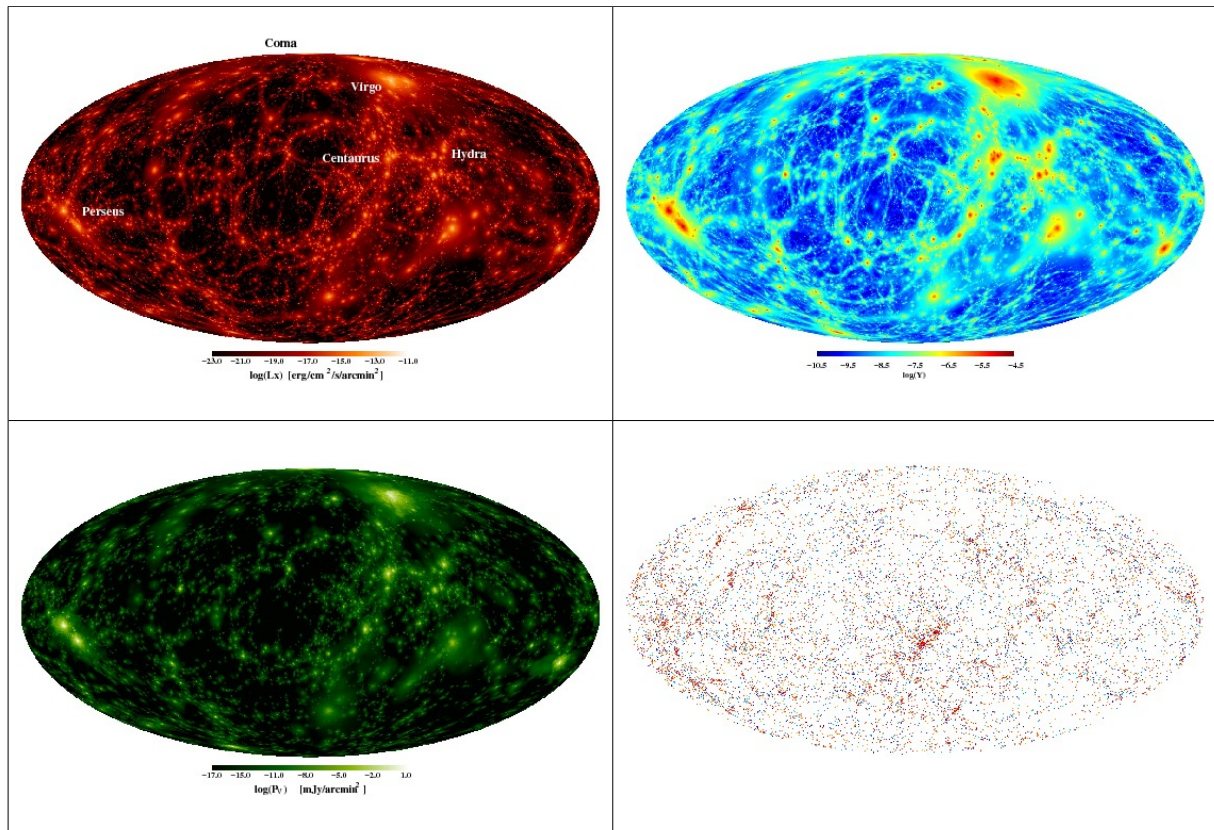 Coma
Virgo
Centaurus
Hydra
Perseus
−23.0 −21.0 −19.0 −17.0 −15.0 −13.0 −11.0
log(Lx) [erg/cm²/s/arcmin²]
−10.5 −9.5 −8.5 −7.5 −6.5 −5.5 −4.5
log(Y)
−17.0 −15.0 −11.0 −8.0 −5.0 −2.0 1.0
log(Pν) [mJy/arcmin²]